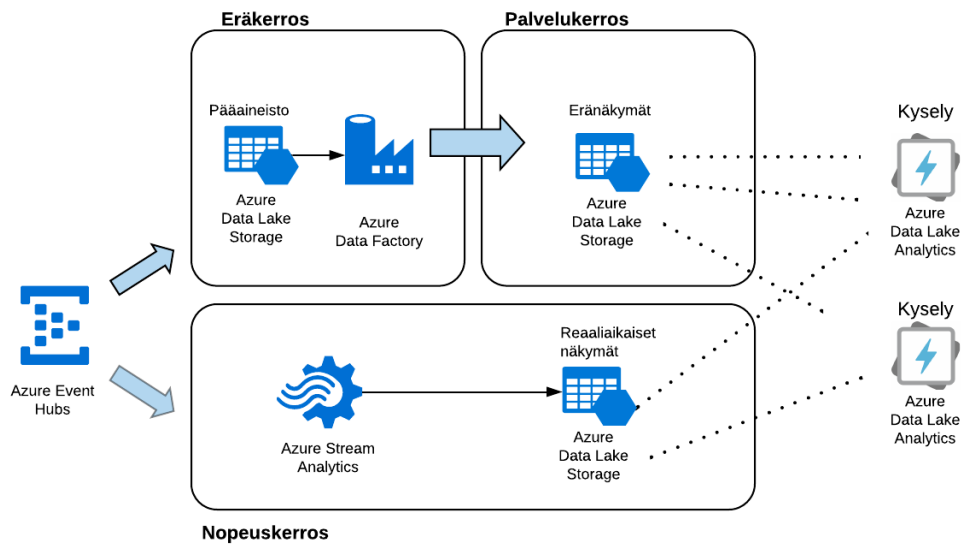 Eräkerros
Palvelukerros
Pääaineisto
Azure
Data Lake
Storage
Azure
Data Factory
Eränäkymät
Azure
Data Lake
Storage
Kysely
Azure
Data Lake
Analytics
Azure Event
Hubs
Azure Stream
Analytics
Reaaliaikaiset
näkymät
Azure
Data Lake
Storage
Kysely
Azure
Data Lake
Analytics
Nopeuskerros